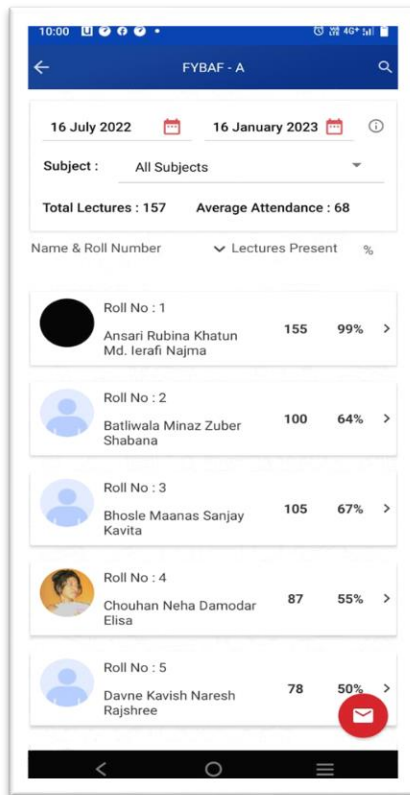 10:00
4G+
FYBAF - A
16 July 2022 16 January 2023
Subject : All Subjects
Total Lectures : 157 Average Attendance : 68
Name & Roll Number Lectures Present %
Roll No : 1
Ansari Rubina Khatun
Md. Ierafi Najma
155 99%
Roll No : 2
Batliwala Minaz Zuber
Shabana
100 64%
Roll No : 3
Bhosle Maanas Sanjay
Kavita
105 67%
Roll No : 4
Chouhan Neha Damodar
Elisa
87 55%
Roll No : 5
Davne Kavish Naresh
Rajshree
78 50%